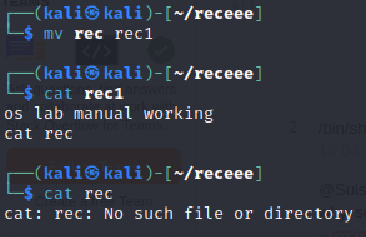 ┌──(kali㉿kali)-[~/receee]
└─$ mv rec rec1
┌──(kali㉿kali)-[~/receee]
└─$ cat rec1
os lab manual working
cat rec
┌──(kali㉿kali)-[~/receee]
└─$ cat rec
cat: rec: No such file or directory